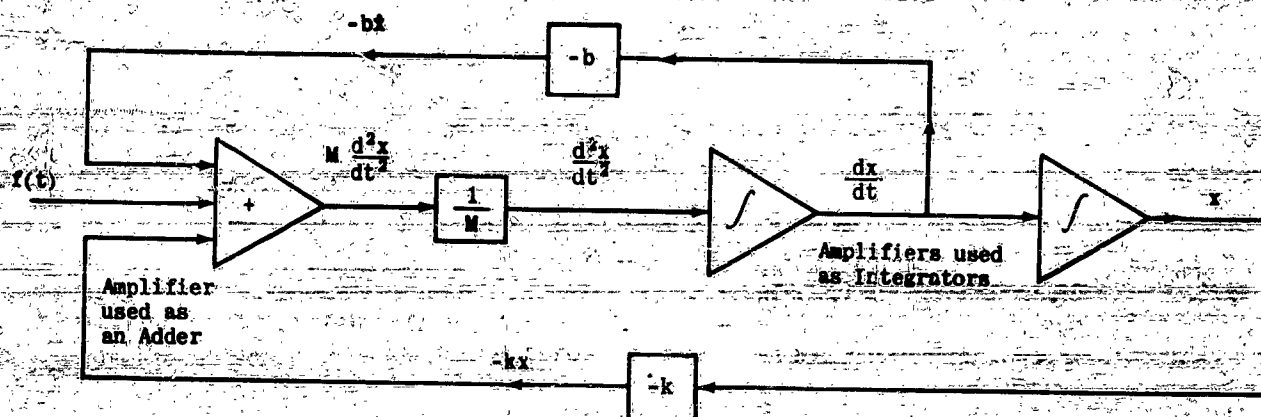 -bẋ
-b
f(t)
+
M d²x/dt²
1/M
d²x/dt²
∫
dx/dt
∫
x
Amplifiers used
as Integrators
Amplifier
used as
an Adder
-kx
-k